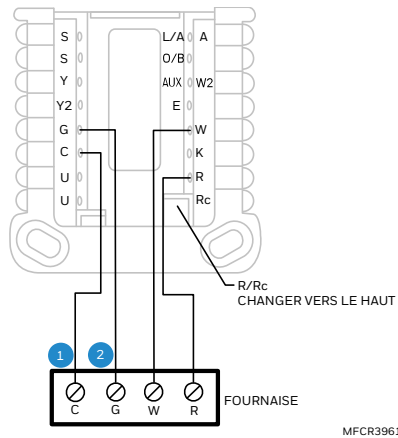 S L/A A
S O/B
Y AUX W2
Y2 E
G W
C K
U R
U Rc
R/Rc
CHANGER VERS LE HAUT
1 2
C G W R
FOURNAISE
MFCR3961